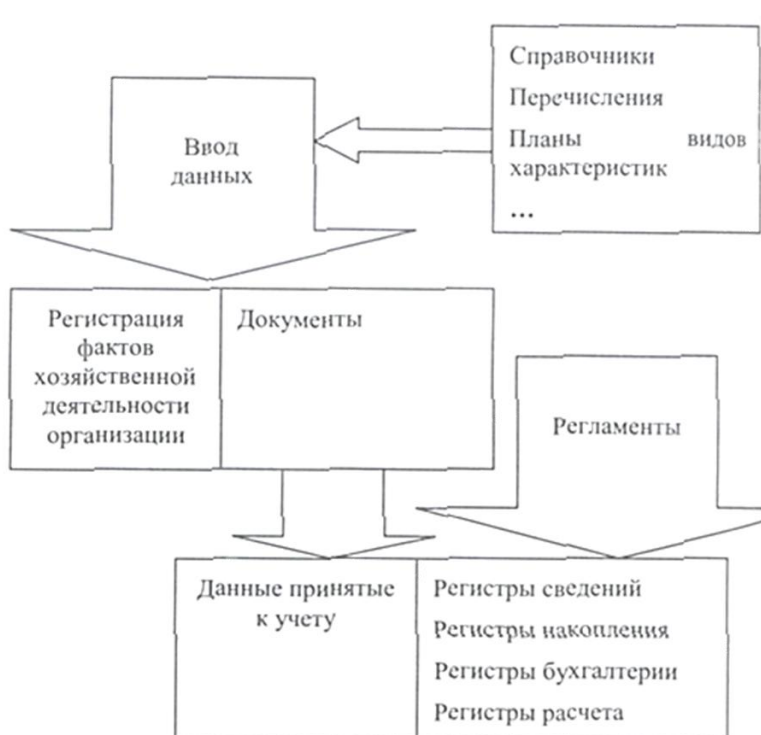 Справочники
Перечисления
Планы видов
характеристик
...
Ввод
данных
Регистрация
фактов
хозяйственной
деятельности
организации
Документы
Регламенты
Данные принятые
к учету
Регистры сведений
Регистры накопления
Регистры бухгалтерии
Регистры расчета